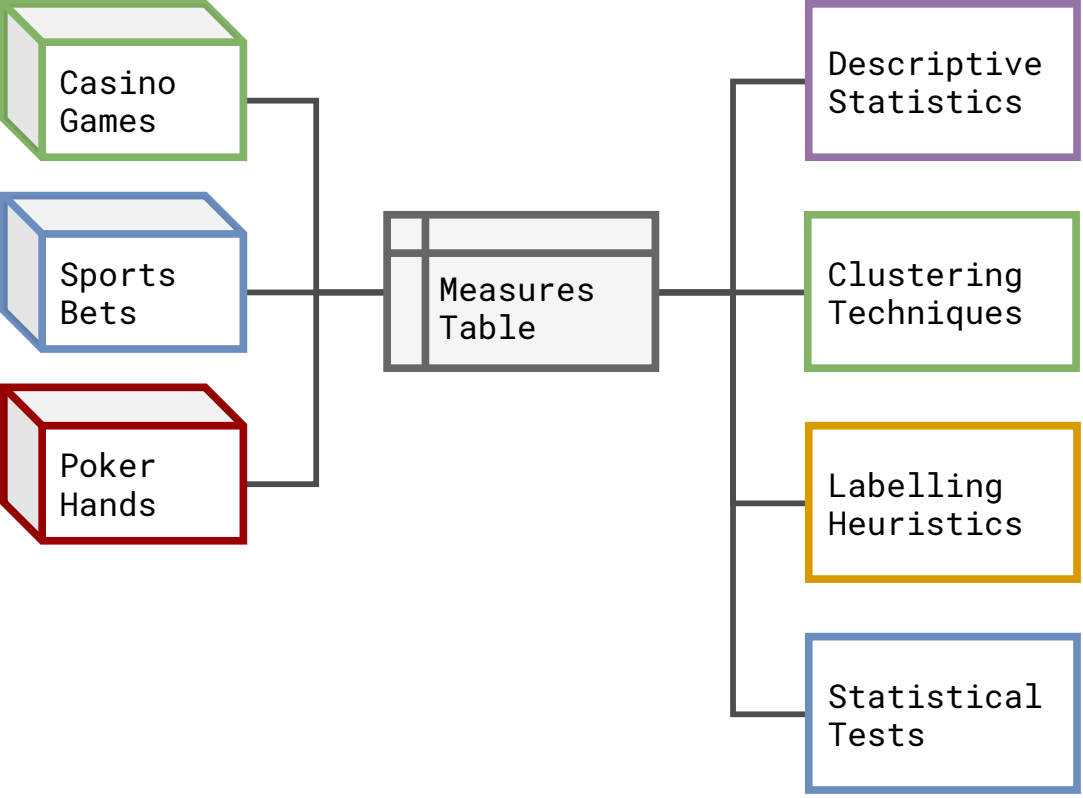 Casino
Games
Sports
Bets
Poker
Hands
Measures
Table
Descriptive
Statistics
Clustering
Techniques
Labelling
Heuristics
Statistical
Tests